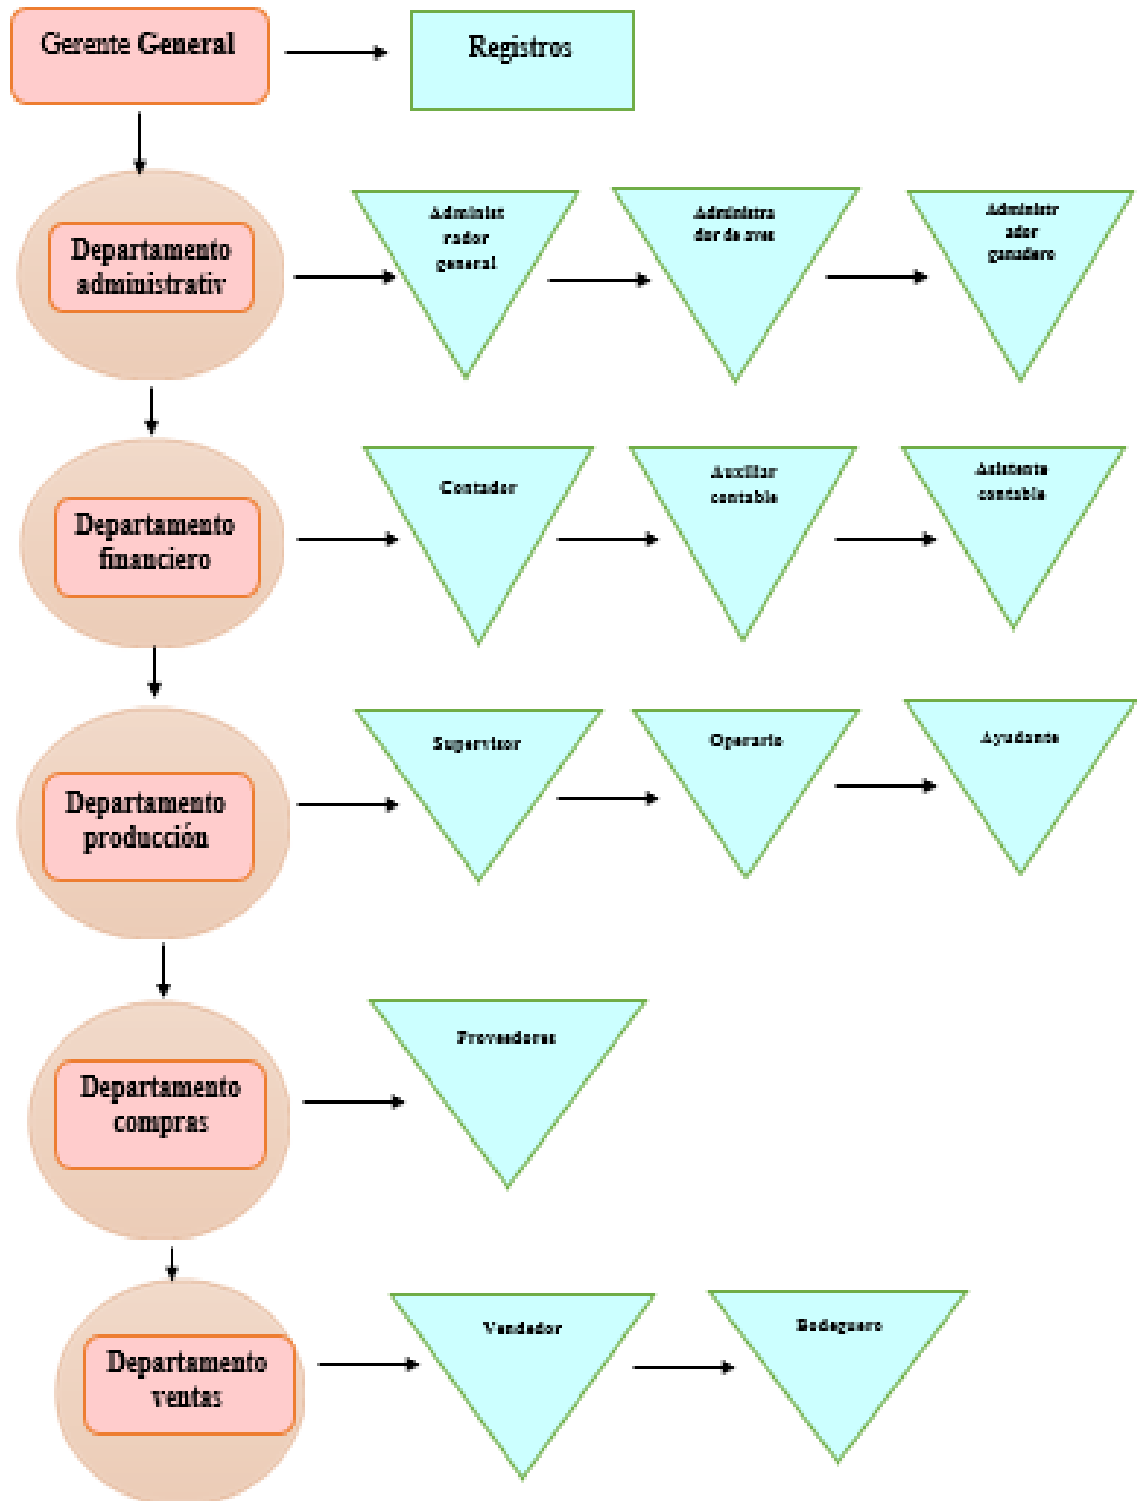 Gerente General
Registros
Departamento
administrativ
Administ
rador
general
Administra
dor de aves
Administr
ador
ganadero
Departamento
financiero
Contador
Auxiliar
contable
Asistente
contable
Departamento
producción
Supervisor
Operario
Ayudante
Departamento
compras
Proveedores
Departamento
ventas
Vendedor
Bodeguero